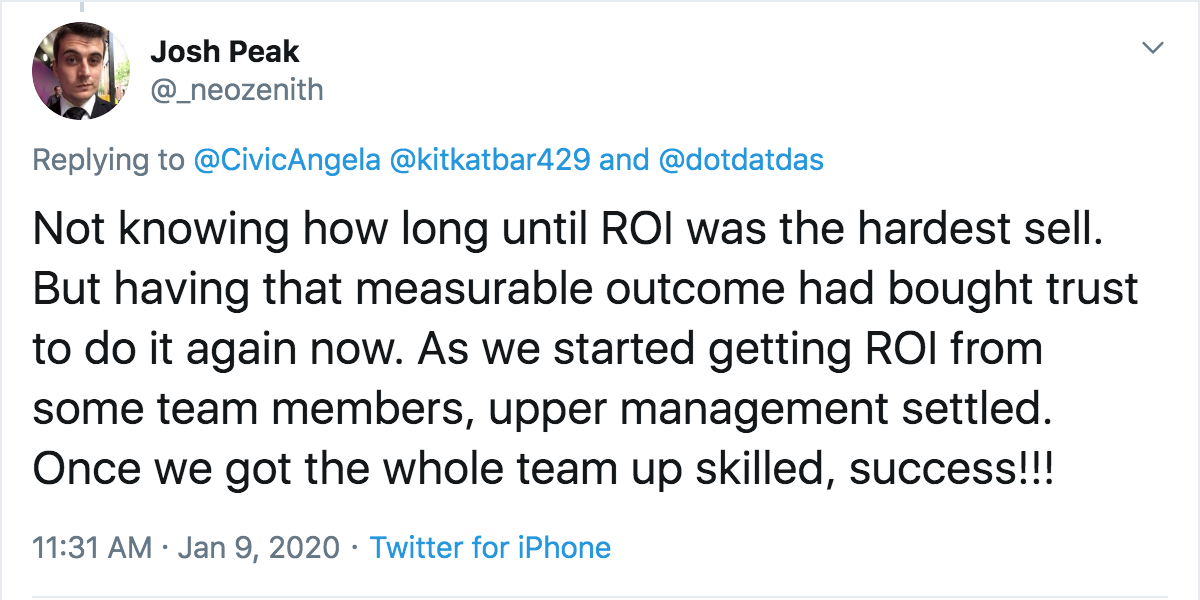 Josh Peak
@_neozenith
Replying to @CivicAngela @kitkatbar429 and @dotdatdas
Not knowing how long until ROI was the hardest sell.
But having that measurable outcome had bought trust
to do it again now. As we started getting ROI from
some team members, upper management settled.
Once we got the whole team up skilled, success!!!
11:31 AM · Jan 9, 2020 · Twitter for iPhone